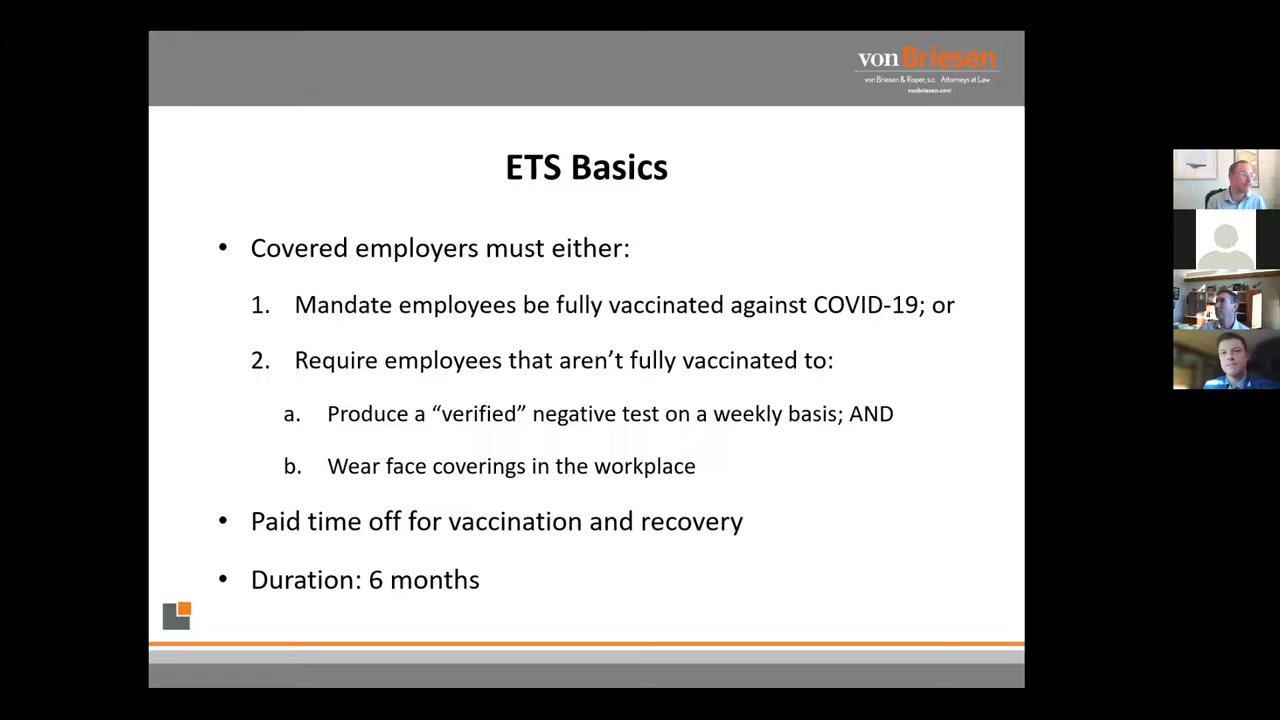 von Briesen
von Briesen & Roper, s.c. Attorneys at Law
vonbriesen.com
ETS Basics
• Covered employers must either:
1. Mandate employees be fully vaccinated against COVID-19; or
2. Require employees that aren’t fully vaccinated to:
a. Produce a “verified” negative test on a weekly basis; AND
b. Wear face coverings in the workplace
• Paid time off for vaccination and recovery
• Duration: 6 months